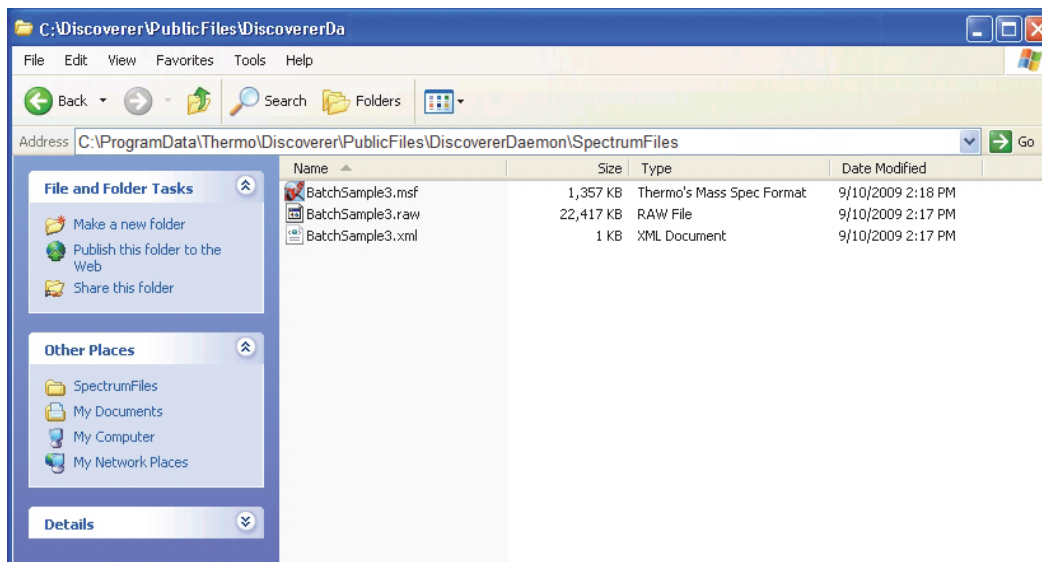 C:\Discoverer\PublicFiles\DiscovererDa
File Edit View Favorites Tools Help
Back Search Folders
Address C:\ProgramData\Thermo\Discoverer\PublicFiles\DiscovererDaemon\SpectrumFiles Go
File and Folder Tasks
Make a new folder
Publish this folder to the
Web
Share this folder
Other Places
SpectrumFiles
My Documents
My Computer
My Network Places
Details
Name Size Type Date Modified
BatchSample3.msf 1,357 KB Thermo's Mass Spec Format 9/10/2009 2:18 PM
BatchSample3.raw 22,417 KB RAW File 9/10/2009 2:17 PM
BatchSample3.xml 1 KB XML Document 9/10/2009 2:17 PM